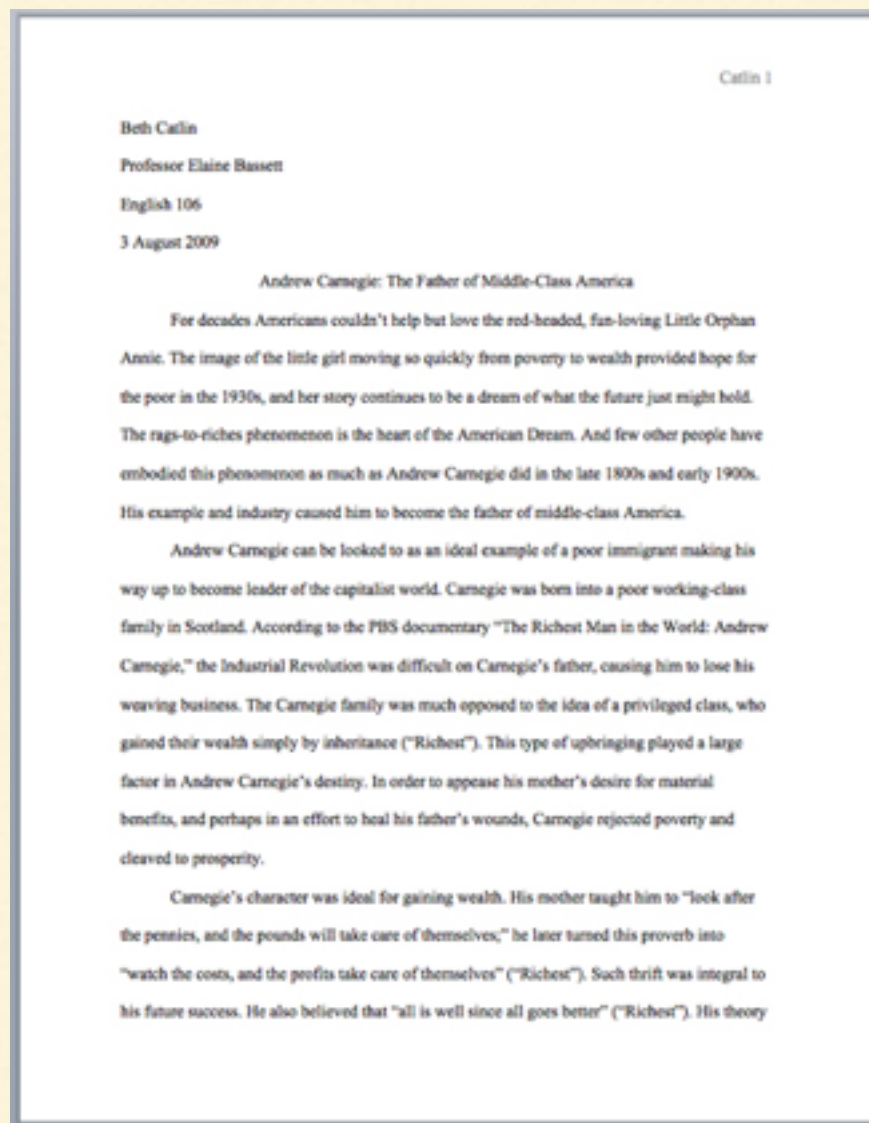 Catlin 1
Beth Catlin
Professor Elaine Bassett
English 106
3 August 2009
Andrew Carnegie: The Father of Middle-Class America
For decades Americans couldn't help but love the red-headed, fun-loving Little Orphan
Annie. The image of the little girl moving so quickly from poverty to wealth provided hope for
the poor in the 1930s, and her story continues to be a dream of what the future just might hold.
The rags-to-riches phenomenon is the heart of the American Dream. And few other people have
embodied this phenomenon as much as Andrew Carnegie did in the late 1800s and early 1900s.
His example and industry caused him to become the father of middle-class America.
Andrew Carnegie can be looked to as an ideal example of a poor immigrant making his
way up to become leader of the capitalist world. Carnegie was born into a poor working-class
family in Scotland. According to the PBS documentary “The Richest Man in the World: Andrew
Carnegie,” the Industrial Revolution was difficult on Carnegie's father, causing him to lose his
weaving business. The Carnegie family was much opposed to the idea of a privileged class, who
gained their wealth simply by inheritance (“Richest”). This type of upbringing played a large
factor in Andrew Carnegie's destiny. In order to appease his mother's desire for material
benefits, and perhaps in an effort to heal his father's wounds, Carnegie rejected poverty and
cleaved to prosperity.
Carnegie's character was ideal for gaining wealth. His mother taught him to “look after
the pennies, and the pounds will take care of themselves;” he later turned this proverb into
“watch the costs, and the profits take care of themselves” (“Richest”). Such thrift was integral to
his future success. He also believed that “all is well since all goes better” (“Richest”). His theory